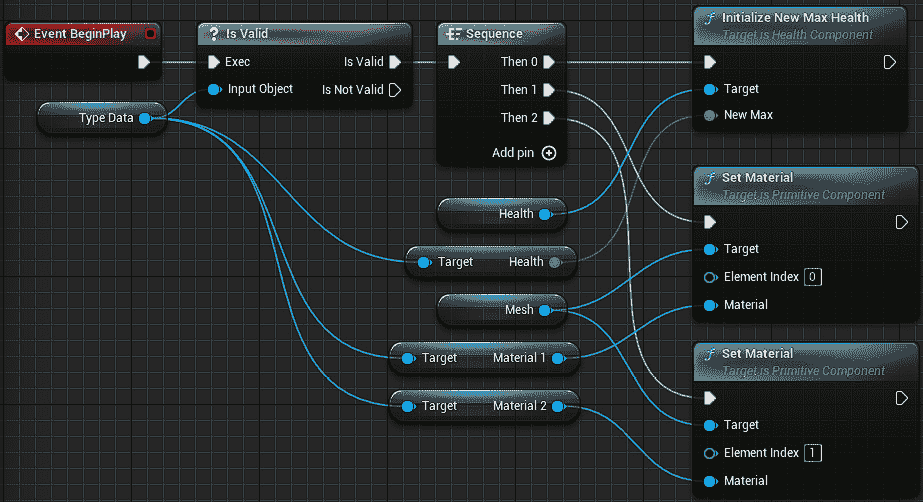 Event BeginPlay
Type Data
? Is Valid
Exec
Is Valid
Input Object
Is Not Valid
Sequence
Then 0
Then 1
Then 2
Add pin
Health
Target
Health
Mesh
Target
Material 1
Target
Material 2
f Initialize New Max Health
Target is Health Component
Target
New Max
f Set Material
Target is Primitive Component
Target
Element Index 0
Material
f Set Material
Target is Primitive Component
Target
Element Index 1
Material